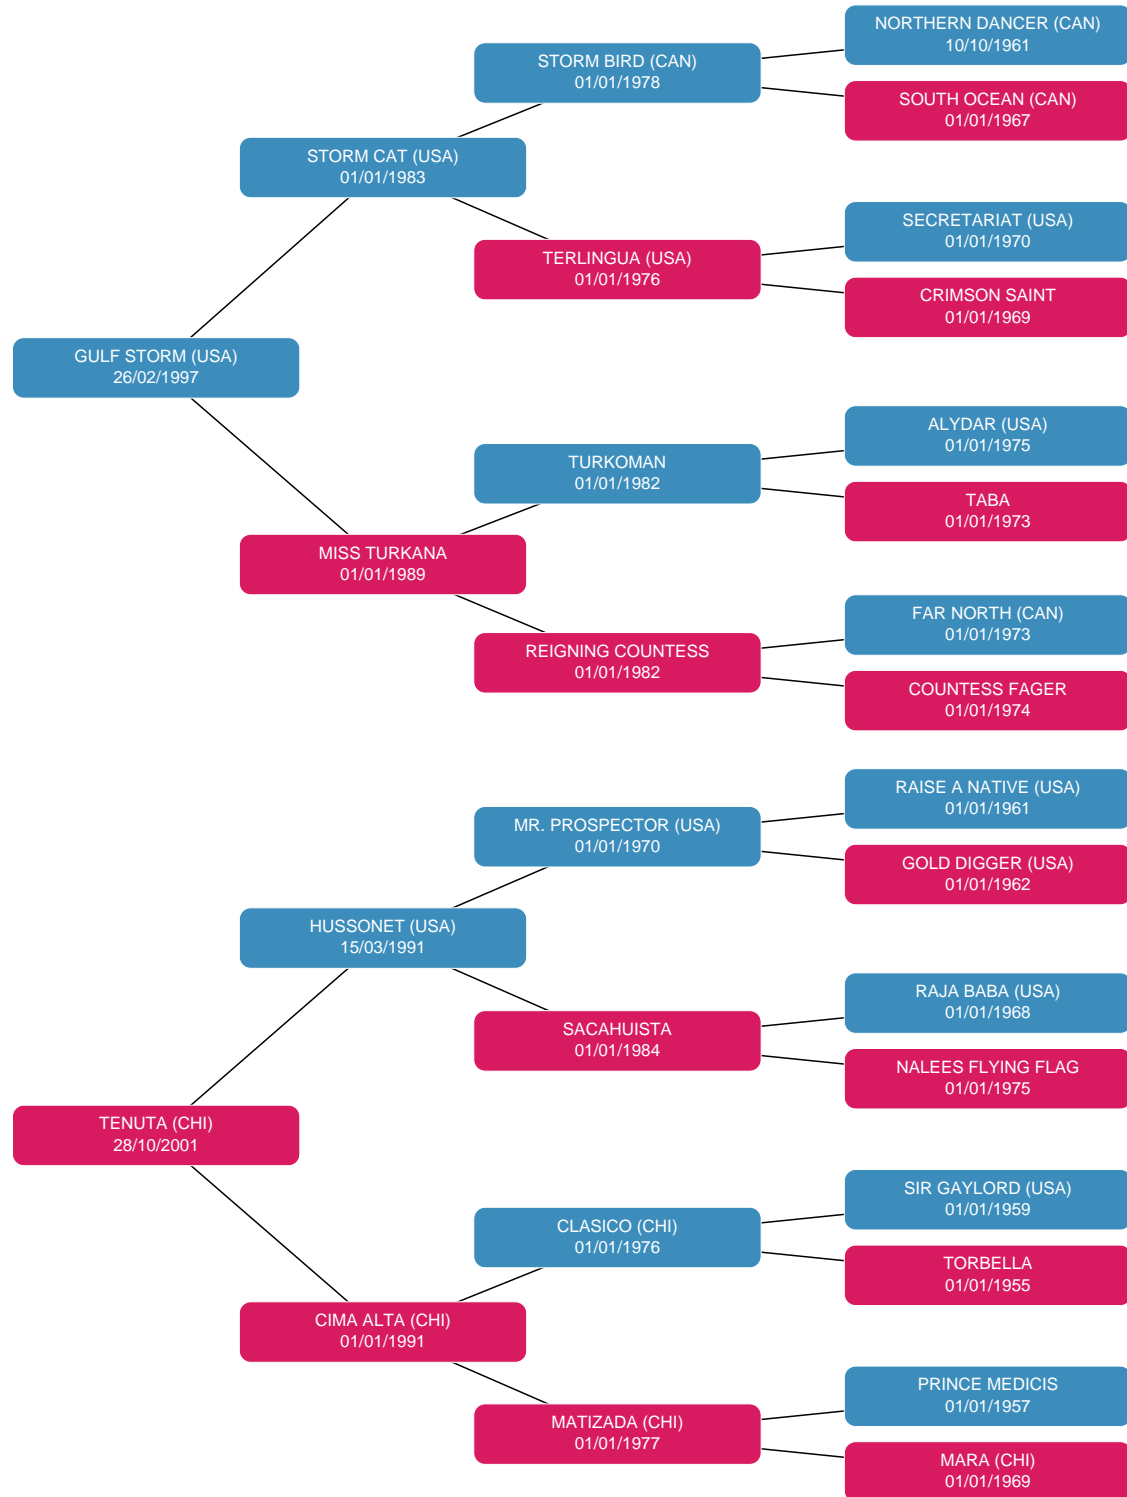 NORTHERN DANCER (CAN)
10/10/1961
STORM BIRD (CAN)
01/01/1978
SOUTH OCEAN (CAN)
01/01/1967
STORM CAT (USA)
01/01/1983
SECRETARIAT (USA)
01/01/1970
TERLINGUA (USA)
01/01/1976
CRIMSON SAINT
01/01/1969
GULF STORM (USA)
26/02/1997
ALYDAR (USA)
01/01/1975
TURKOMAN
01/01/1982
TABA
01/01/1973
MISS TURKANA
01/01/1989
FAR NORTH (CAN)
01/01/1973
REIGNING COUNTESS
01/01/1982
COUNTESS FAGER
01/01/1974
RAISE A NATIVE (USA)
01/01/1961
MR. PROSPECTOR (USA)
01/01/1970
GOLD DIGGER (USA)
01/01/1962
HUSSONET (USA)
15/03/1991
RAJA BABA (USA)
01/01/1968
SACAHUISTA
01/01/1984
NALEES FLYING FLAG
01/01/1975
TENUTA (CHI)
28/10/2001
SIR GAYLORD (USA)
01/01/1959
CLASICO (CHI)
01/01/1976
TORBELLA
01/01/1955
CIMA ALTA (CHI)
01/01/1991
PRINCE MEDICIS
01/01/1957
MATIZADA (CHI)
01/01/1977
MARA (CHI)
01/01/1969